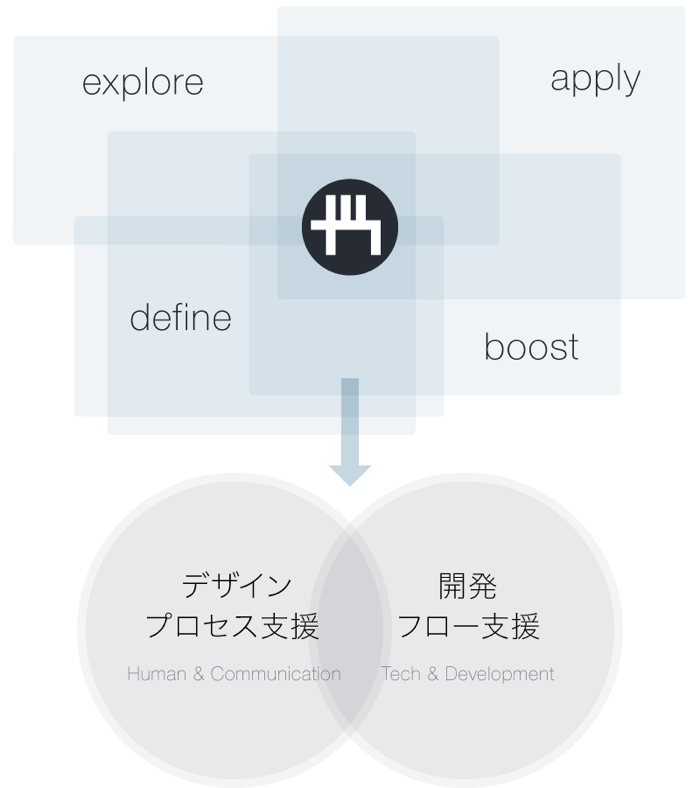 explore
apply
define
boost
デザイン
プロセス支援
Human & Communication
開発
フロー支援
Tech & Development